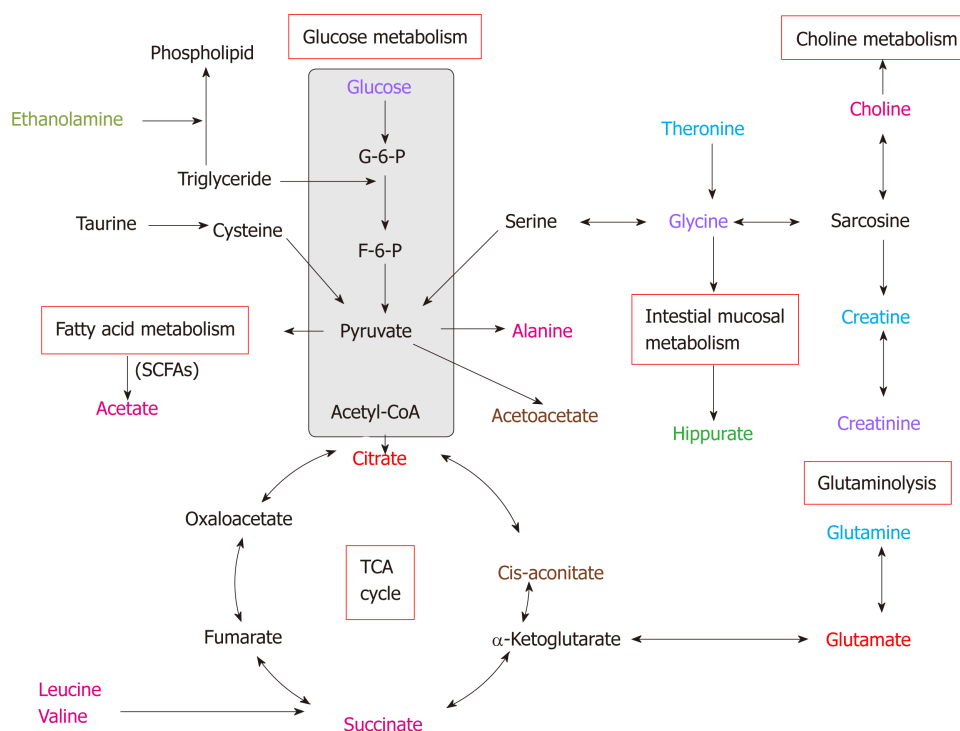 Glucose metabolism
Choline metabolism
Phospholipid
Glucose
Choline
Ethanolamine
Theronine
G-6-P
Triglyceride
Taurine
Cysteine
Serine
Glycine
Sarcosine
F-6-P
Fatty acid metabolism
Pyruvate
Alanine
Intestial mucosal
metabolism
Creatine
(SCFAs)
Acetate
Acetyl-CoA
Acetoacetate
Hippurate
Creatinine
Citrate
Glutaminolysis
Oxaloacetate
Glutamine
TCA
cycle
Cis-aconitate
Fumarate
α-Ketoglutarate
Glutamate
Leucine
Valine
Succinate